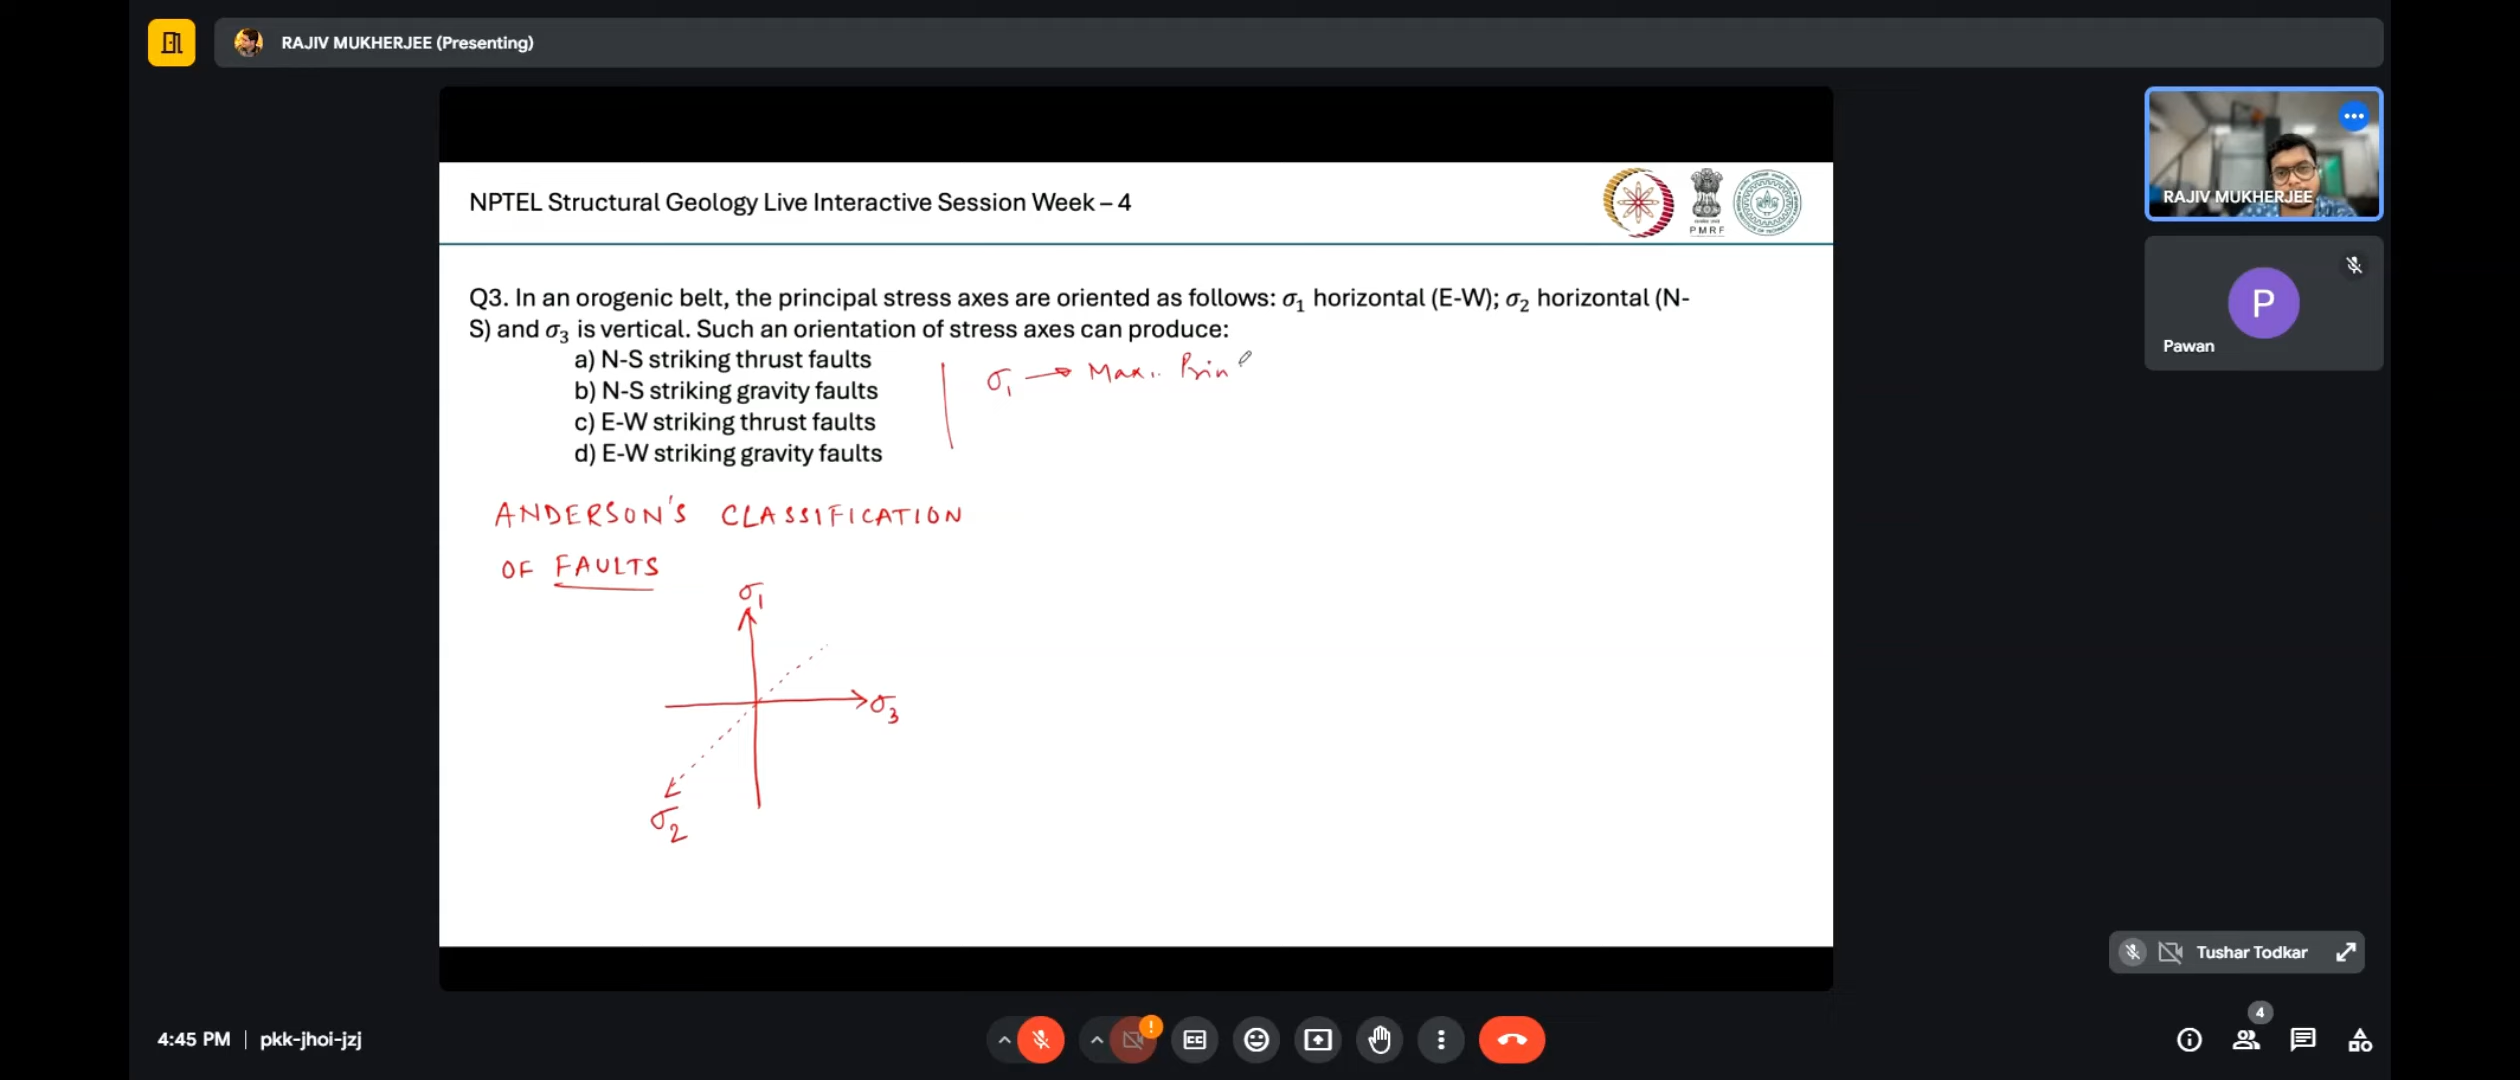 RAJIV MUKHERJEE (Presenting)
NPTEL Structural Geology Live Interactive Session Week – 4
PMRF
Q3. In an orogenic belt, the principal stress axes are oriented as follows: σ₁ horizontal (E-W); σ₂ horizontal (N-
S) and σ₃ is vertical. Such an orientation of stress axes can produce:
a) N-S striking thrust faults
b) N-S striking gravity faults
c) E-W striking thrust faults
d) E-W striking gravity faults
σ₁ → Max. Prin
ANDERSON'S CLASSIFICATION
OF FAULTS
σ₁
σ₃
σ₂
RAJIV MUKHERJEE
P
Pawan
Tushar Todkar
4:45 PM | pkk-jhoi-jzj
CC
4